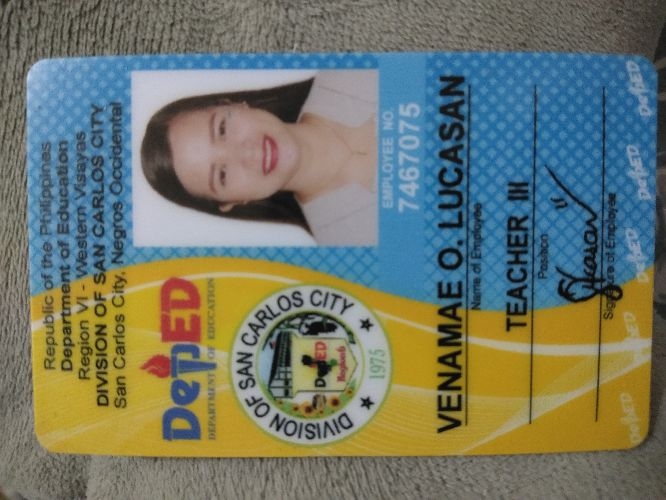 Republic of the Philippines
Department of Education
Region VI - Western Visayas
DIVISION OF SAN CARLOS CITY
San Carlos City, Negros Occidental
DepED
DEPARTMENT OF EDUCATION
EMPLOYEE NO.
7467075
DIVISION OF SAN CARLOS CITY
DepED
1975
VENAMAE O. LUCASAN
Name of Employee
TEACHER III
Position
Signature of Employee
DepED
DepED
DepED
DepED
DepED